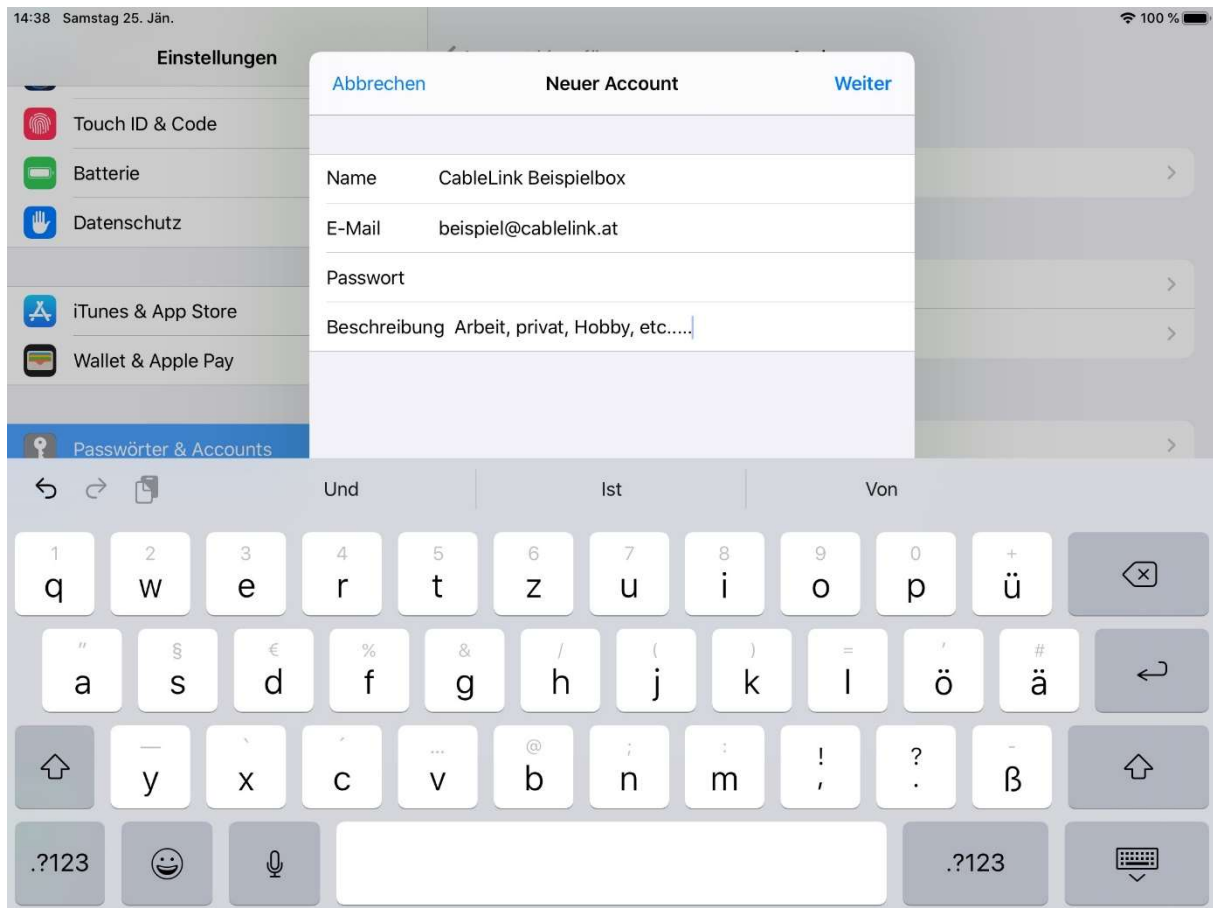 14:38 Samstag 25. Jän. 100 %
Einstellungen
Abbrechen Neuer Account Weiter
Touch ID & Code
Batterie
Datenschutz
iTunes & App Store
Wallet & Apple Pay
Passwörter & Accounts
Name CableLink Beispielbox
E-Mail beispiel@cablelink.at
Passwort
Beschreibung Arbeit, privat, Hobby, etc.....
Und Ist Von
1 2 3 4 5 6 7 8 9 0 +
q w e r t z u i o p ü
" § € % & / ( ) = ' #
a s d f g h j k l ö ä
— ` ´ ... @ ; : ! ? -
y x c v b n m , . ß
.?123 .?123